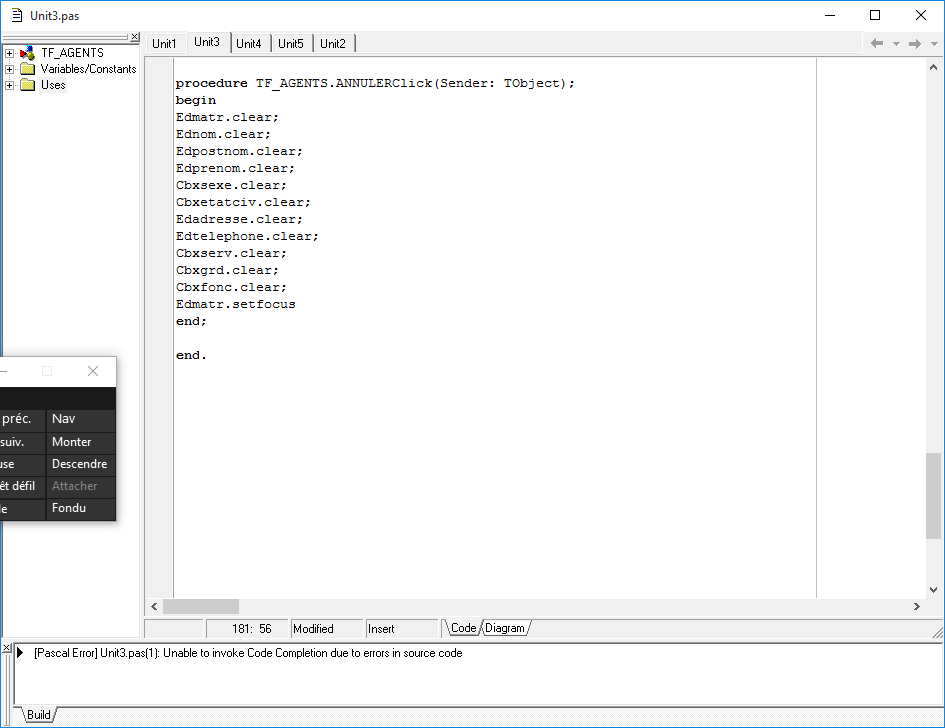 Unit3.pas
TF_AGENTS
Variables/Constants
Uses
Unit1 Unit3 Unit4 Unit5 Unit2
procedure TF_AGENTS.ANNULERClick(Sender: TObject);
begin
Edmatr.clear;
Ednom.clear;
Edpostnom.clear;
Edprenom.clear;
Cbxsexe.clear;
Cbxetatciv.clear;
Edadresse.clear;
Edtelephone.clear;
Cbxserv.clear;
Cbxgrd.clear;
Cbxfonc.clear;
Edmatr.setfocus
end;
end.
préc. Nav
suiv. Monter
use Descendre
êt défil Attacher
le Fondu
181: 56 Modified Insert Code Diagram
[Pascal Error] Unit3.pas(1): Unable to invoke Code Completion due to errors in source code
Build